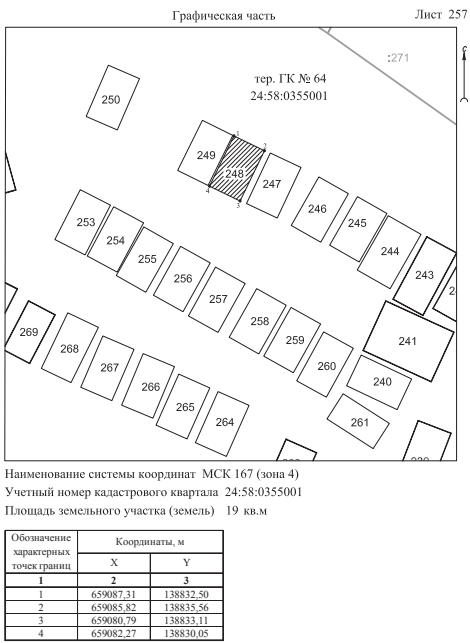 Графическая часть
Лист 257
:271
с
тер. ГК № 64
24:58:0355001
250
1
2
249
248
247
4
3
246
245
244
243
253
254
255
256
257
258
259
260
241
240
261
269
268
267
266
265
264
Наименование системы координат МСК 167 (зона 4)
Учетный номер кадастрового квартала 24:58:0355001
Площадь земельного участка (земель) 19 кв.м
Обозначение характерных точек границ
Координаты, м
X Y
1 2 3
1 659087,31 138832,50
2 659085,82 138835,56
3 659080,79 138833,11
4 659082,27 138830,05